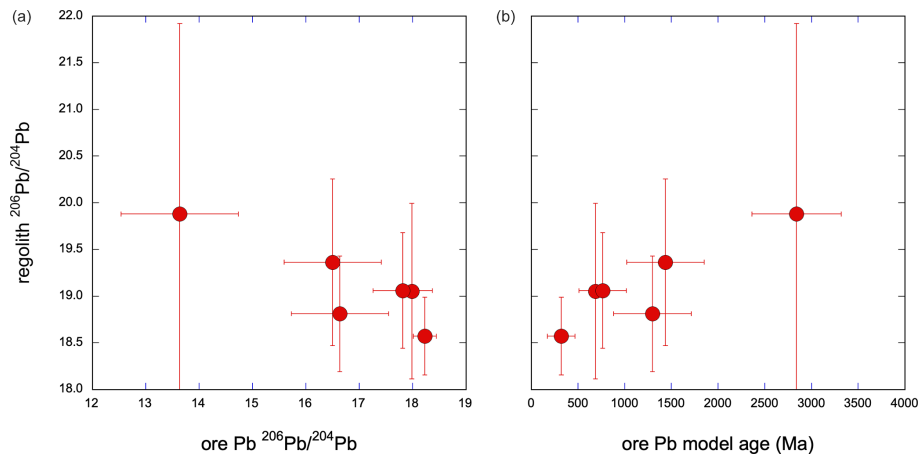 (a)
(b)
22.0
21.5
21.0
20.5
20.0
19.5
19.0
18.5
18.0
regolith ²⁰⁶Pb/²⁰⁴Pb
12 13 14 15 16 17 18 19
0 500 1000 1500 2000 2500 3000 3500 4000
ore Pb ²⁰⁶Pb/²⁰⁴Pb
ore Pb model age (Ma)